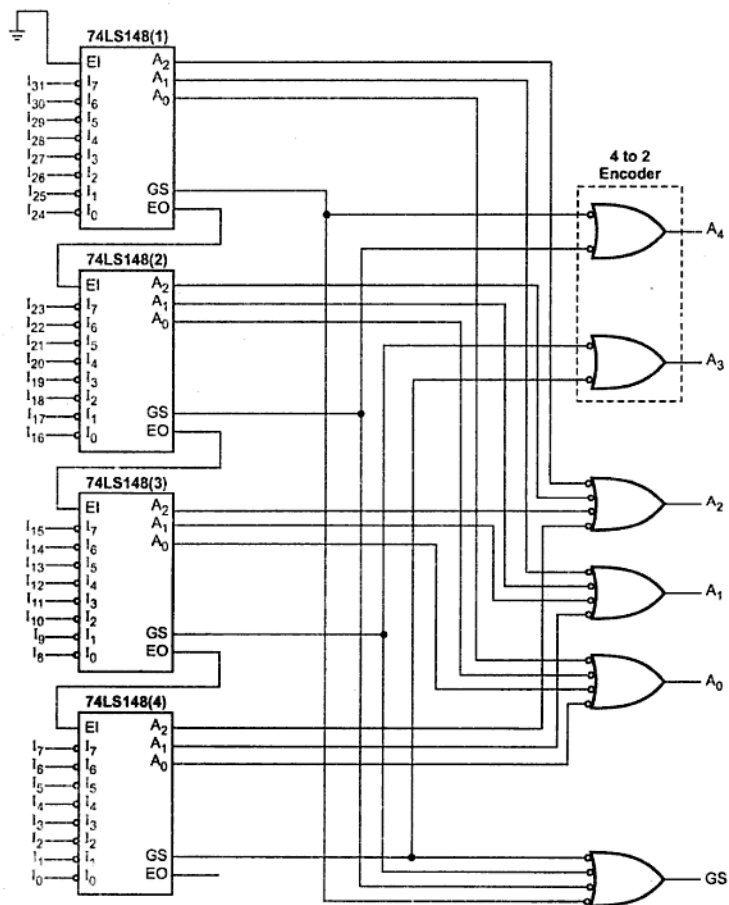 74LS148(1)
EI
A2
A1
A0
I31 I7
I30 I6
I29 I5
I28 I4
I27 I3
I26 I2
I25 I1
I24 I0
GS
EO
4 to 2
Encoder
A4
A3
74LS148(2)
EI
A2
A1
A0
I23 I7
I22 I6
I21 I5
I20 I4
I19 I3
I18 I2
I17 I1
I16 I0
GS
EO
A2
74LS148(3)
EI
A2
A1
A0
I15 I7
I14 I6
I13 I5
I12 I4
I11 I3
I10 I2
I9 I1
I8 I0
GS
EO
A1
A0
74LS148(4)
EI
A2
A1
A0
I7 I7
I6 I6
I5 I5
I4 I4
I3 I3
I2 I2
I1 I1
I0 I0
GS
EO
GS